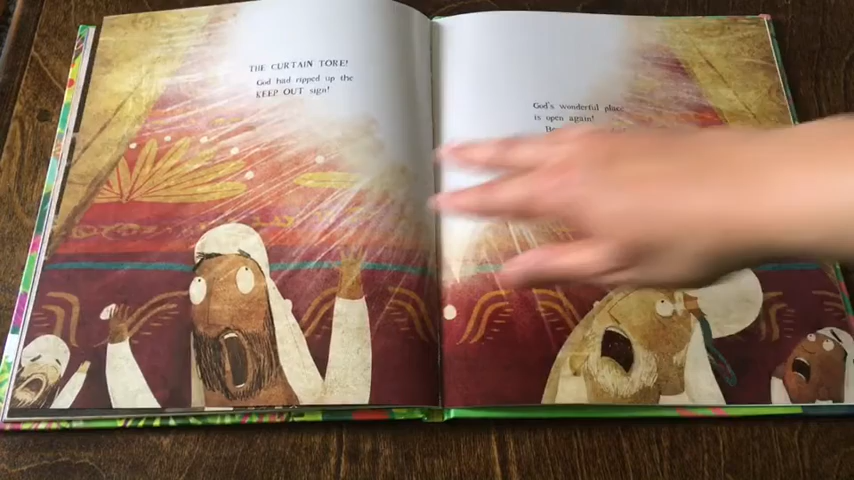 THE CURTAIN TORE!
God had ripped up the
KEEP OUT sign!
God's wonderful place
is open again!